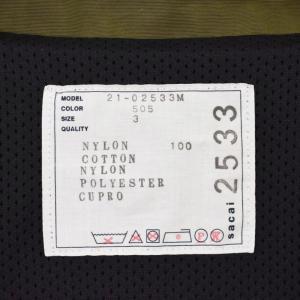 MODEL 21-02533M
COLOR 505
SIZE 3
QUALITY
NYLON 100
COTTON
NYLON
POLYESTER
CUPRO
sacai 2533